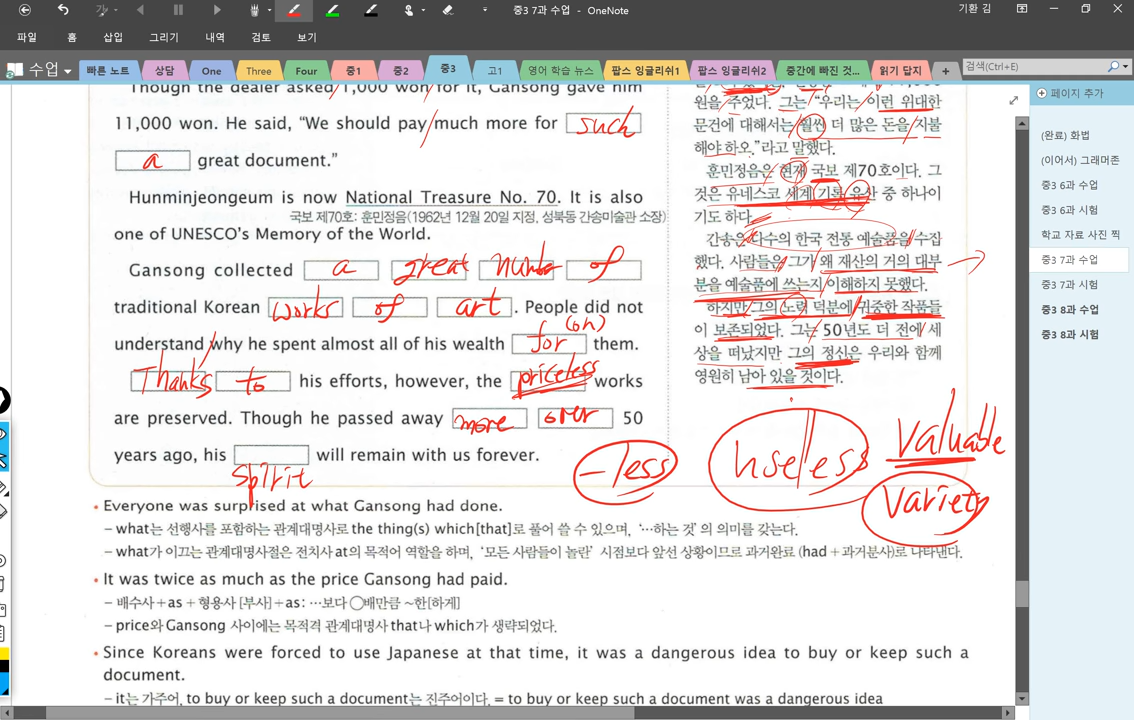 중3 7과 수업 - OneNote
기환 김
파일 홈 삽입 그리기 내역 검토 보기
수업 빠른 노트 상담 One Three Four 중1 중2 중3 고1 영어 학습 뉴스 팝스 잉글리쉬1 팝스 잉글리쉬2 중간에 빠진 것... 읽기 답지 + 검색(Ctrl+E)
페이지 추가
(완료) 화법
(이어서) 그래머존
중3 6과 수업
중3 6과 시험
학교 자료 사진 찍
중3 7과 수업
중3 7과 시험
중3 8과 수업
중3 8과 시험
Though the dealer asked 1,000 won for it, Gansong gave him
11,000 won. He said, “We should pay much more for such
a great document.”
Hunminjeongeum is now National Treasure No. 70. It is also
국보 제70호: 훈민정음(1962년 12월 20일 지정, 성북동 간송미술관 소장)
one of UNESCO’s Memory of the World.
Gansong collected a great number of
traditional Korean works of art. People did not
(on)
understand why he spent almost all of his wealth for them.
Thanks to his efforts, however, the priceless works
are preserved. Though he passed away more over 50
years ago, his will remain with us forever.
spirit
원을 주었다. 그는 “우리는 이런 위대한
문건에 대해서는 훨씬 더 많은 돈을 지불
해야 하오.”라고 말했다.
훈민정음은 현재 국보 제70호이다. 그
것은 유네스코 세계 기록 유산 중 하나이
기도 하다.
간송은 다수의 한국 전통 예술품을 수집
했다. 사람들은 그가 왜 재산의 거의 대부
분을 예술품에 쓰는지 이해하지 못했다.
하지만 그의 노력 덕분에 귀중한 작품들
이 보존되었다. 그는 50년도 더 전에 세
상을 떠났지만 그의 정신은 우리와 함께
영원히 남아 있을 것이다.
-less useless valuable
variety
• Everyone was surprised at what Gansong had done.
– what는 선행사를 포함하는 관계대명사로 the thing(s) which[that]로 풀어 쓸 수 있으며, ‘…하는 것’의 의미를 갖는다.
– what가 이끄는 관계대명사절은 전치사 at의 목적어 역할을 하며, ‘모든 사람들이 놀란’ 시점보다 앞선 상황이므로 과거완료 (had + 과거분사)로 나타낸다.
• It was twice as much as the price Gansong had paid.
– 배수사+as+형용사 [부사]+as: …보다 ◯배만큼 ~한[하게]
– price와 Gansong 사이에는 목적격 관계대명사 that나 which가 생략되었다.
• Since Koreans were forced to use Japanese at that time, it was a dangerous idea to buy or keep such a
document.
– it는 가주어, to buy or keep such a document는 진주어이다. = to buy or keep such a document was a dangerous idea